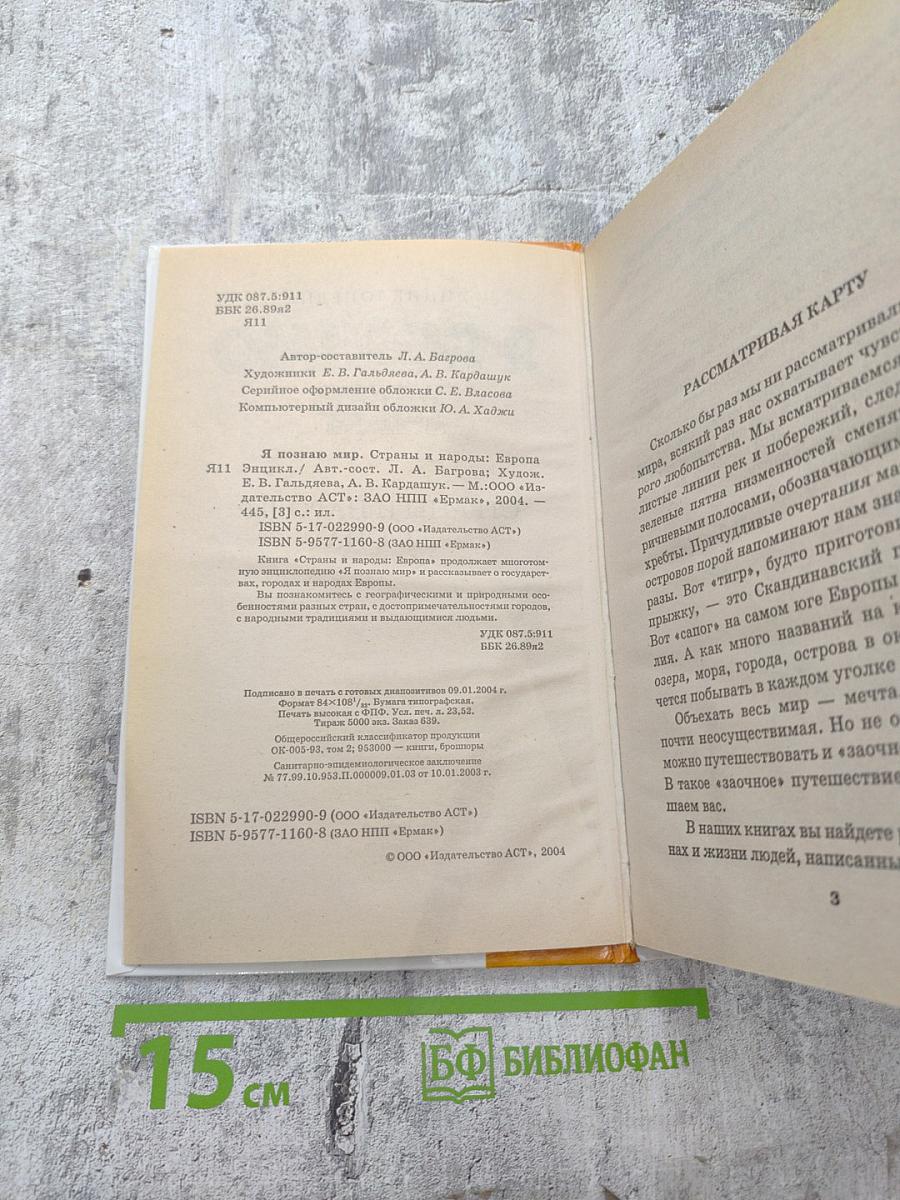 УДК 087.5:911
ББК 26.89я2
Я11
Автор-составитель Л. А. Багрова
Художники Е. В. Гальдяева, А. В. Кардашук
Серийное оформление обложки С. Е. Власова
Компьютерный дизайн обложки Ю. А. Хаджи
Я познаю мир. Страны и народы: Европа
Я11 Энцикл./ Авт.-сост. Л. А. Багрова; Худож.
Е. В. Гальдяева, А. В. Кардашук. — М.:ООО «Из-
дательство АСТ»: ЗАО НПП «Ермак», 2004. —
445, [3] с.: ил.
ISBN 5-17-022990-9 (ООО «Издательство АСТ»)
ISBN 5-9577-1160-8 (ЗАО НПП «Ермак»)
Книга «Страны и народы: Европа» продолжает многотом-
ную энциклопедию «Я познаю мир» и рассказывает о государст-
вах, городах и народах Европы.
Вы познакомитесь с географическими и природными осо-
бенностями разных стран, с достопримечательностями городов,
с народными традициями и выдающимися людьми.
УДК 087.5:911
ББК 26.89я2
Подписано в печать с готовых диапозитивов 09.01.2004 г.
Формат 84×108¹/₃₂. Бумага типографская.
Печать высокая с ФПФ. Усл. печ. л. 23,52.
Тираж 5000 экз. Заказ 639.
Общероссийский классификатор продукции
ОК-005-93, том 2; 953000 — книги, брошюры
Санитарно-эпидемиологическое заключение
№ 77.99.10.953.П.000009.01.03 от 10.01.2003 г.
ISBN 5-17-022990-9 (ООО «Издательство АСТ»)
ISBN 5-9577-1160-8 (ЗАО НПП «Ермак»)
© ООО «Издательство АСТ», 2004
РАССМАТРИВАЯ КАРТУ
Сколько бы раз мы ни рассматривал
мира, всякий раз нас охватывает чувс
рого любопытства. Мы всматриваемся
листые линии рек и побережий, след
зеленые пятна низменностей сменя
ричневыми полосами, обозначающим
хребты. Причудливые очертания ма
островов порой напоминают нам зна
разы. Вот «тигр», будто приготови
прыжку, — это Скандинавский п
Вот «сапог» на самом юге Европы
лия. А как много названий на к
озера, моря, города, острова в ок
чется побывать в каждом уголке
Объехать весь мир — мечта
почти неосуществимая. Но не о
можно путешествовать и «заочн
В такое «заочное» путешествие
шаем вас.
В наших книгах вы найдете р
нах и жизни людей, написанны
3
15 см
БФ БИБЛИОФАН